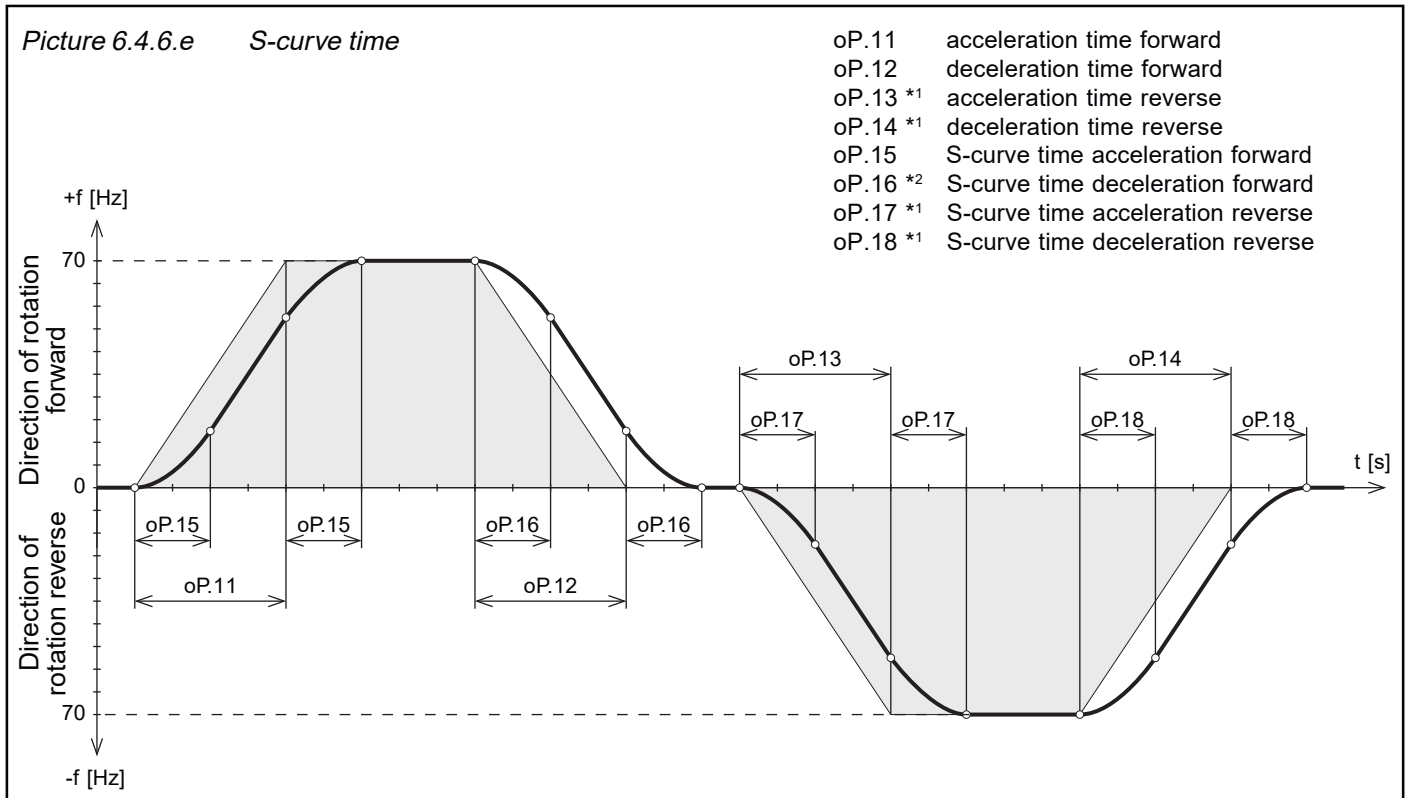 Picture 6.4.6.e S-curve time
oP.11 acceleration time forward
oP.12 deceleration time forward
oP.13 *1 acceleration time reverse
oP.14 *1 deceleration time reverse
oP.15 S-curve time acceleration forward
oP.16 *2 S-curve time deceleration forward
oP.17 *1 S-curve time acceleration reverse
oP.18 *1 S-curve time deceleration reverse
+f [Hz]
70
Direction of rotation
forward
oP.13
oP.14
oP.17
oP.17
oP.18
oP.18
t [s]
0
oP.15
oP.15
oP.16
oP.16
oP.11
oP.12
Direction of
rotation reverse
70
-f [Hz]